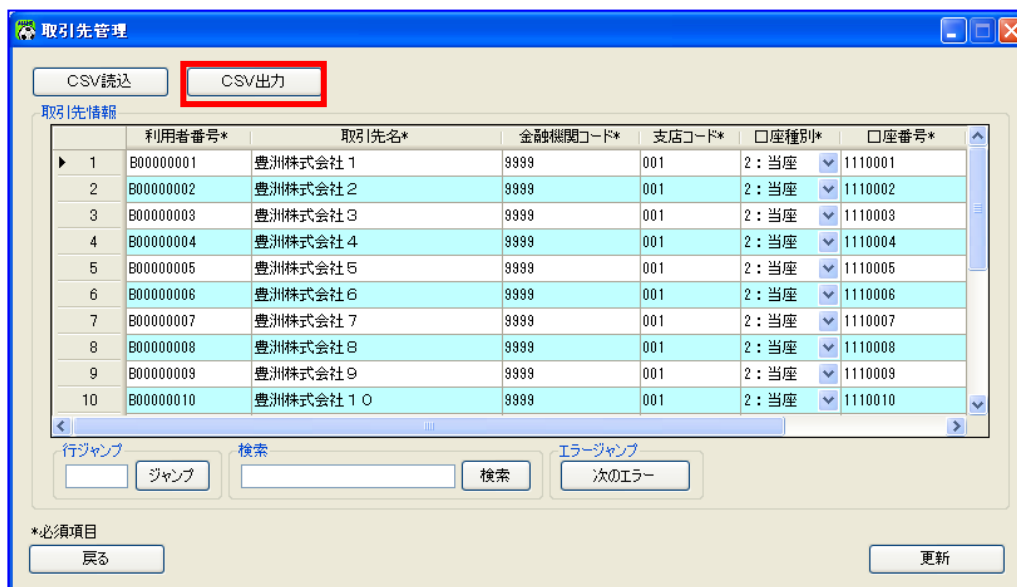 取引先管理
CSV読込 CSV出力
取引先情報
利用者番号* 取引先名* 金融機関コード* 支店コード* 口座種別* 口座番号*
1 B00000001 豊洲株式会社1 9999 001 2：当座 1110001
2 B00000002 豊洲株式会社2 9999 001 2：当座 1110002
3 B00000003 豊洲株式会社3 9999 001 2：当座 1110003
4 B00000004 豊洲株式会社4 9999 001 2：当座 1110004
5 B00000005 豊洲株式会社5 9999 001 2：当座 1110005
6 B00000006 豊洲株式会社6 9999 001 2：当座 1110006
7 B00000007 豊洲株式会社7 9999 001 2：当座 1110007
8 B00000008 豊洲株式会社8 9999 001 2：当座 1110008
9 B00000009 豊洲株式会社9 9999 001 2：当座 1110009
10 B00000010 豊洲株式会社10 9999 001 2：当座 1110010
行ジャンプ 検索 エラージャンプ
ジャンプ 検索 次のエラー
*必須項目
戻る 更新